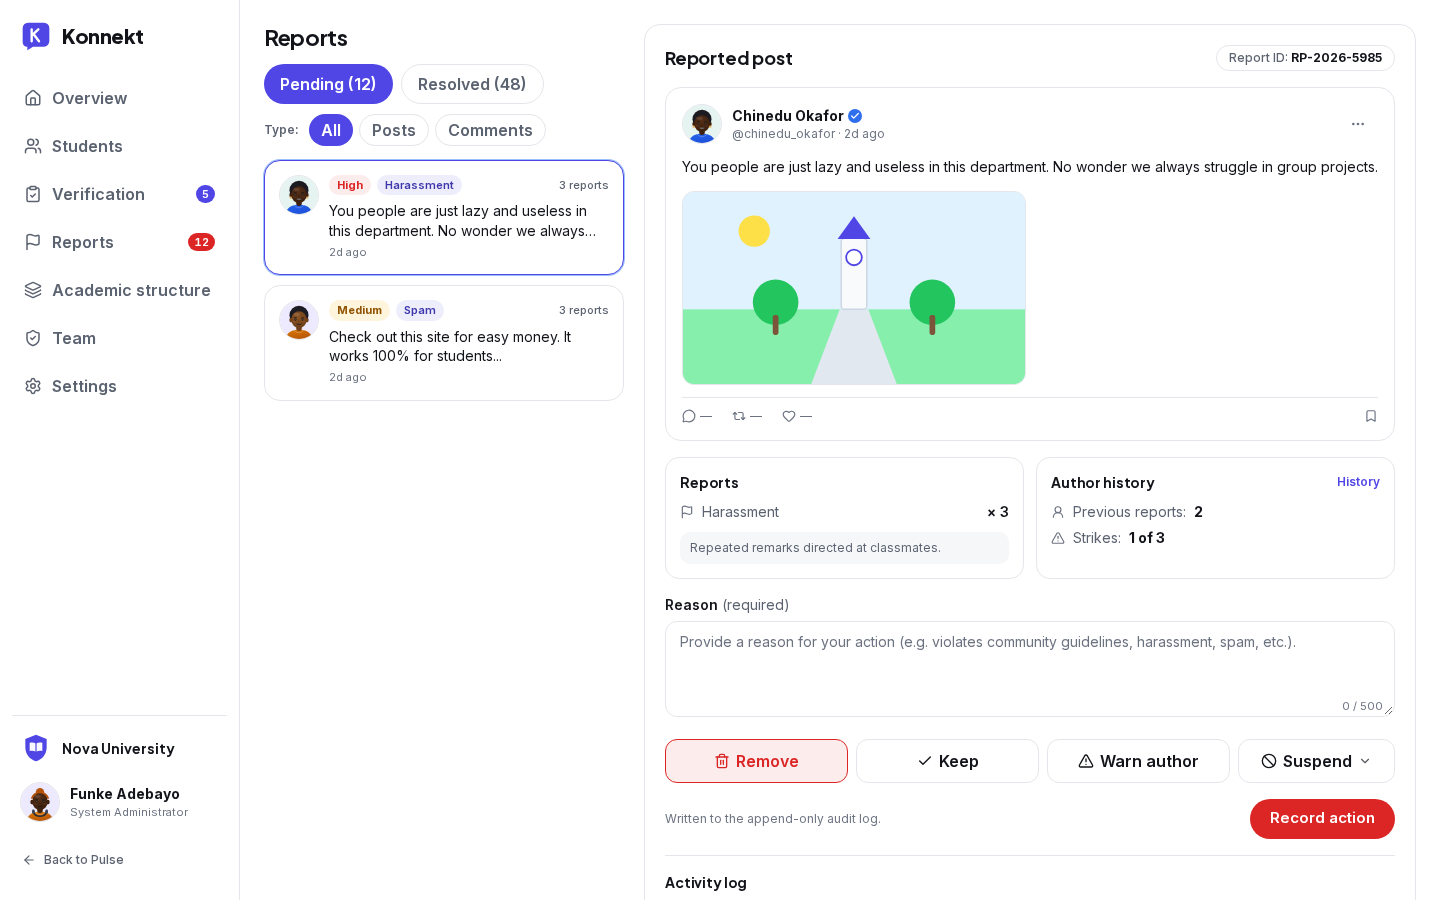 Konnekt
Overview
Students
Verification 5
Reports 12
Academic structure
Team
Settings
Nova University
Funke Adebayo
System Administrator
Back to Pulse
Reports
Pending (12) Resolved (48)
Type: All Posts Comments
High Harassment 3 reports
You people are just lazy and useless in
this department. No wonder we always...
2d ago
Medium Spam 3 reports
Check out this site for easy money. It
works 100% for students...
2d ago
Reported post Report ID: RP-2026-5985
Chinedu Okafor
@chinedu_okafor · 2d ago
You people are just lazy and useless in this department. No wonder we always struggle in group projects.
— — —
Reports
Harassment × 3
Repeated remarks directed at classmates.
Author history History
Previous reports: 2
Strikes: 1 of 3
Reason (required)
Provide a reason for your action (e.g. violates community guidelines, harassment, spam, etc.).
0 / 500
Remove Keep Warn author Suspend
Written to the append-only audit log. Record action
Activity log